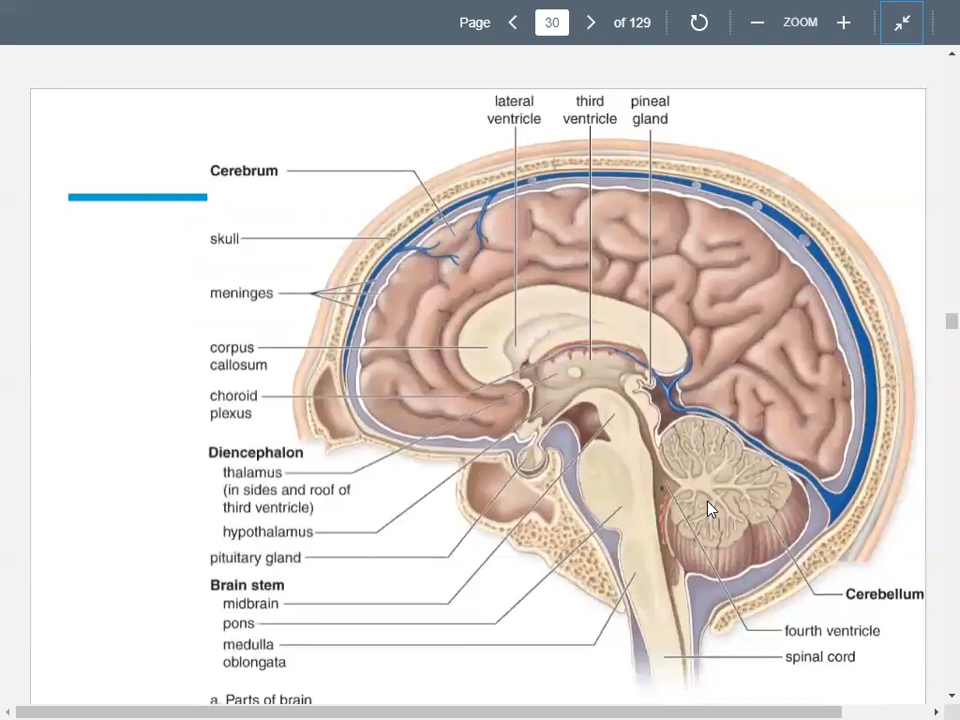 Page 30 of 129 ZOOM
lateral ventricle
third ventricle
pineal gland
Cerebrum
skull
meninges
corpus
callosum
choroid
plexus
Diencephalon
thalamus
(in sides and roof of
third ventricle)
hypothalamus
pituitary gland
Brain stem
midbrain
pons
medulla
oblongata
Cerebellum
fourth ventricle
spinal cord
a. Parts of brain